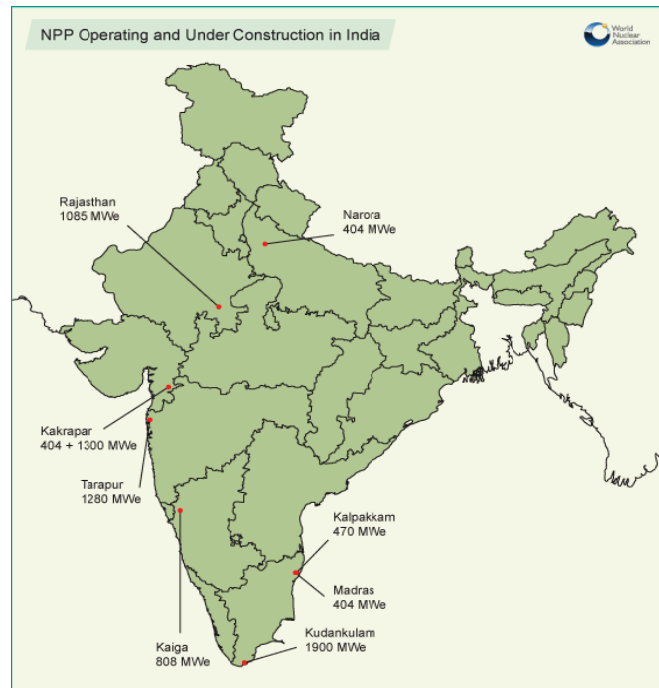 NPP Operating and Under Construction in India
World
Nuclear
Association
Rajasthan
1085 MWe
Narora
404 MWe
Kakrapar
404 + 1300 MWe
Tarapur
1280 MWe
Kalpakkam
470 MWe
Madras
404 MWe
Kaiga
808 MWe
Kudankulam
1900 MWe